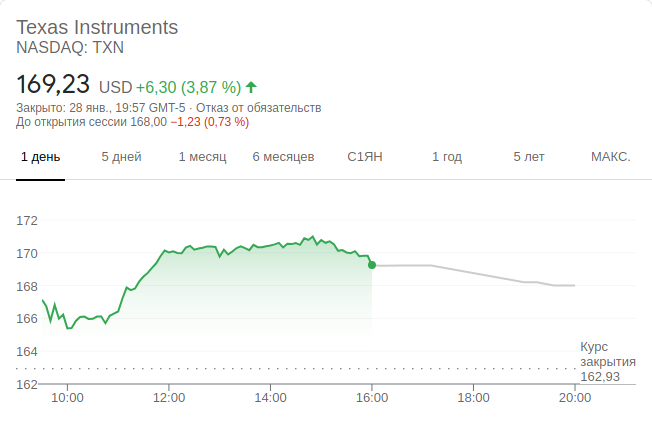 Texas Instruments
NASDAQ: TXN
169,23 USD +6,30 (3,87 %)
Закрыто: 28 янв., 19:57 GMT-5 · Отказ от обязательств
До открытия сессии 168,00 −1,23 (0,73 %)
1 день 5 дней 1 месяц 6 месяцев С1ЯН 1 год 5 лет МАКС.
172
170
168
166
164
162
Курс
закрытия
162,93
10:00 12:00 14:00 16:00 18:00 20:00